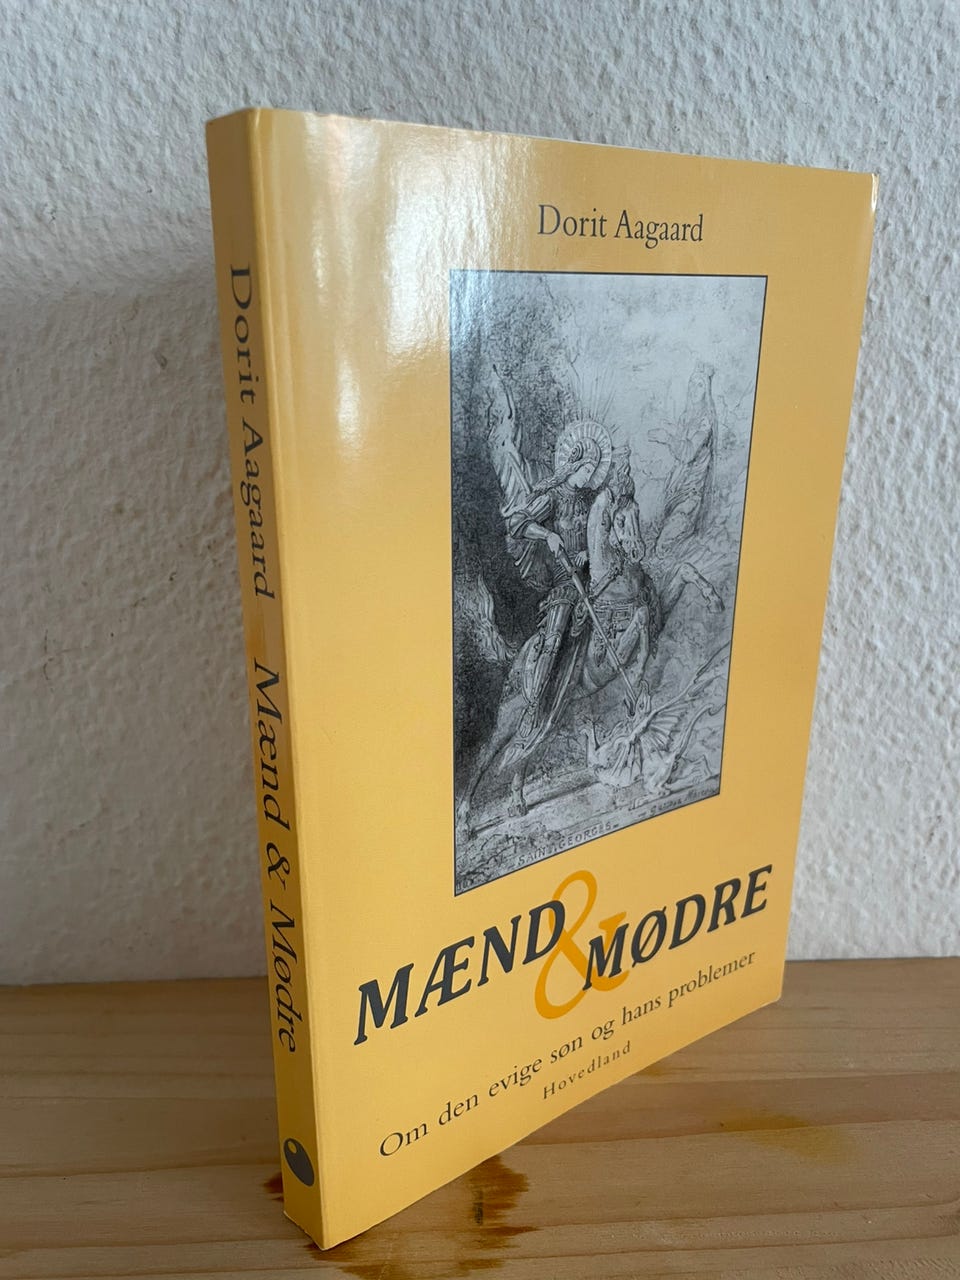 Dorit Aagaard Mænd & Mødre
Dorit Aagaard
SAINT GEORGES
MÆND & MØDRE
Om den evige søn og hans problemer
Hovedland